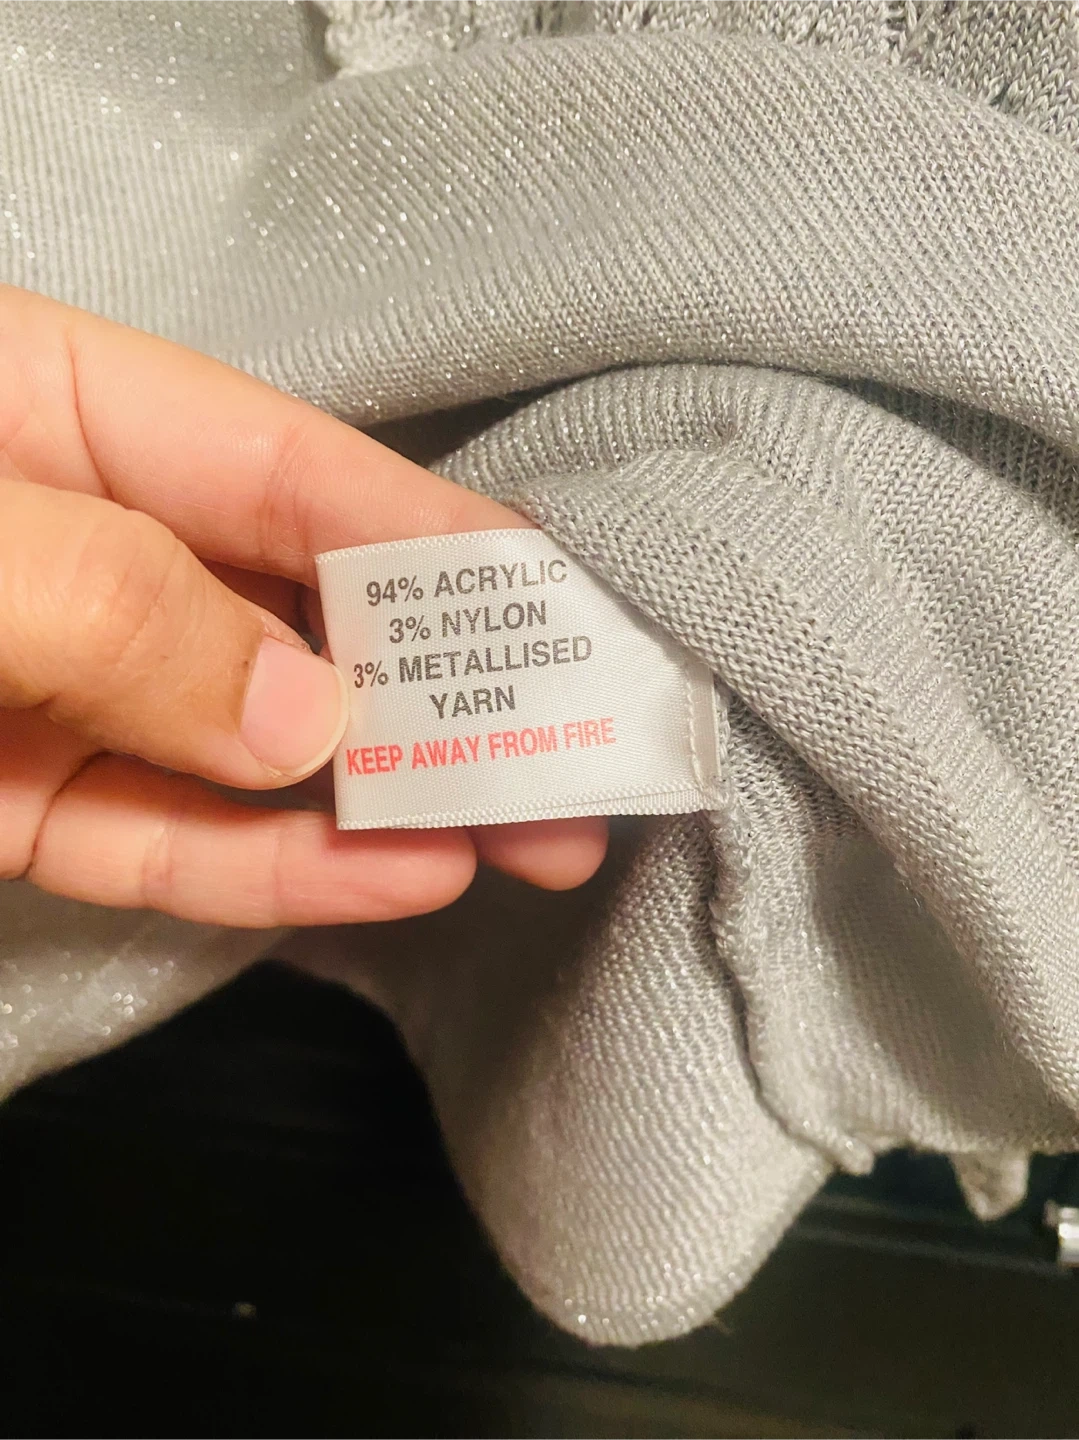 94% ACRYLIC
3% NYLON
3% METALLISED
YARN
KEEP AWAY FROM FIRE